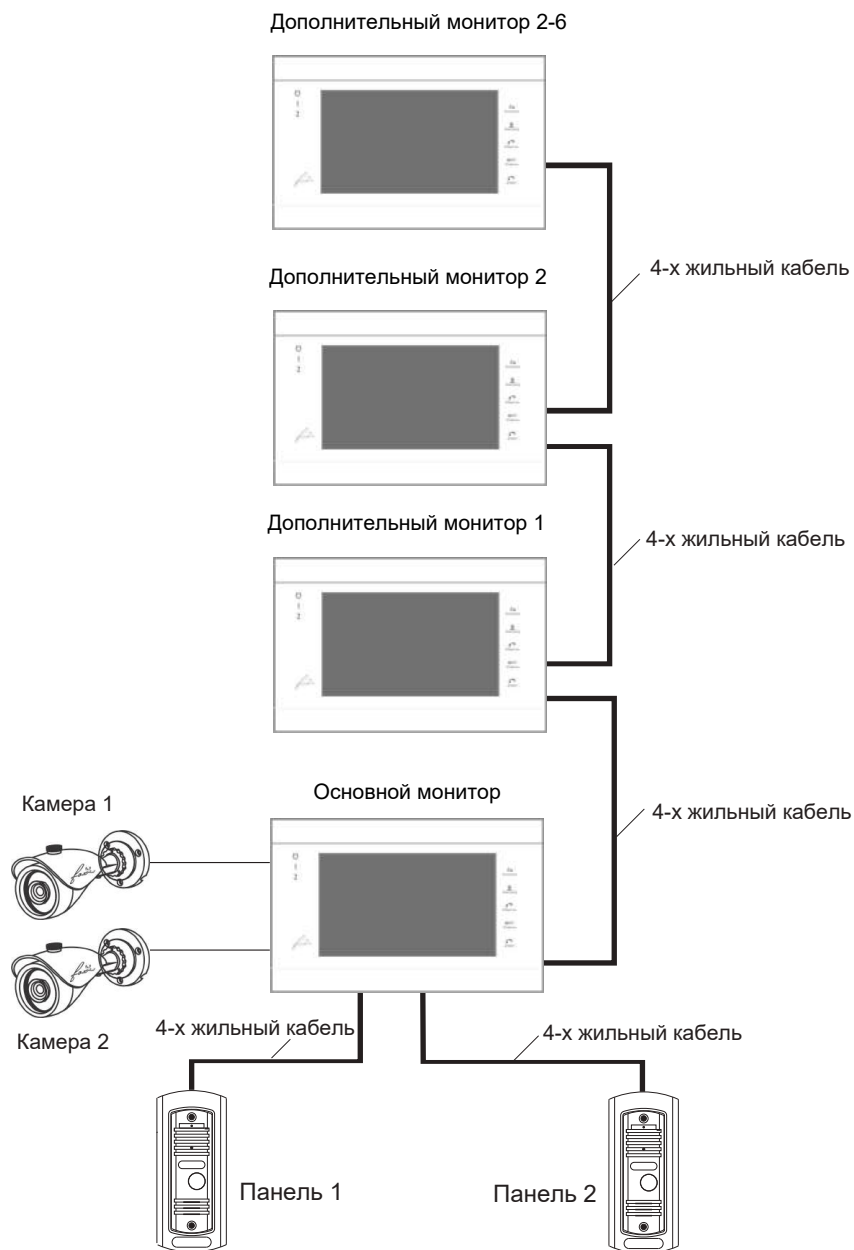 Дополнительный монитор 2-6
4-х жильный кабель
Дополнительный монитор 2
Дополнительный монитор 1
4-х жильный кабель
Основной монитор
Камера 1
4-х жильный кабель
4-х жильный кабель
4-х жильный кабель
Камера 2
Панель 1
Панель 2